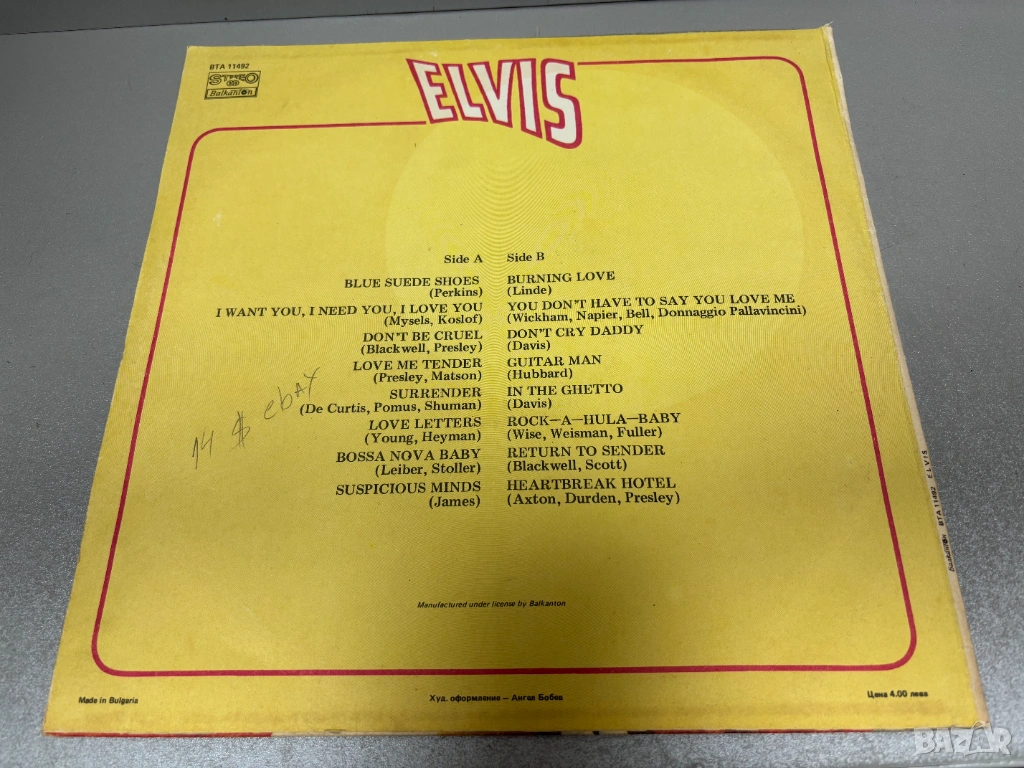 BTA 11492
STEREO
Balkanton
ELVIS
Side A
BLUE SUEDE SHOES
(Perkins)
I WANT YOU, I NEED YOU, I LOVE YOU
(Mysels, Koslof)
DON'T BE CRUEL
(Blackwell, Presley)
LOVE ME TENDER
(Presley, Matson)
SURRENDER
(De Curtis, Pomus, Shuman)
LOVE LETTERS
(Young, Heyman)
BOSSA NOVA BABY
(Leiber, Stoller)
SUSPICIOUS MINDS
(James)
Side B
BURNING LOVE
(Linde)
YOU DON'T HAVE TO SAY YOU LOVE ME
(Wickham, Napier, Bell, Donnaggio Pallavincini)
DON'T CRY DADDY
(Davis)
GUITAR MAN
(Hubbard)
IN THE GHETTO
(Davis)
ROCK—A—HULA—BABY
(Wise, Weisman, Fuller)
RETURN TO SENDER
(Blackwell, Scott)
HEARTBREAK HOTEL
(Axton, Durden, Presley)
14 $ ebay
Manufactured under license by Balkanton
Made in Bulgaria
Худ. оформление — Ангел Бобев
Цена 4.00 лева
Balkanton BTA 11492 ELVIS
BAZAR